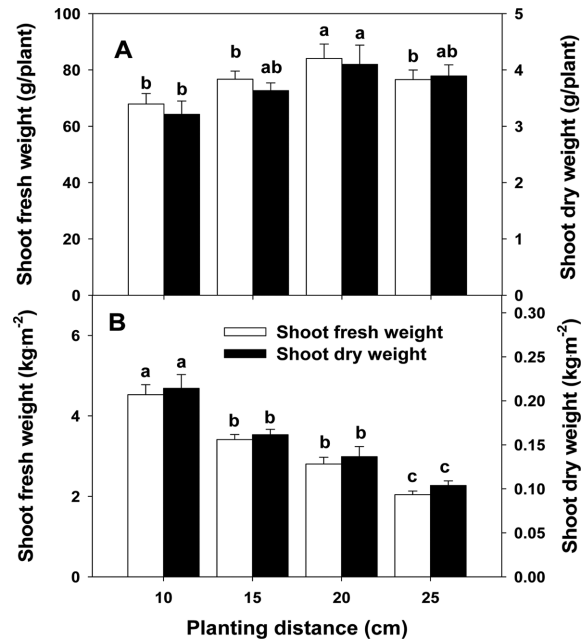 100
80
60
40
20
0
Shoot fresh weight (g/plant)
A
b
b
b
ab
a
a
b
ab
5
4
3
2
1
0
Shoot dry weight (g/plant)
6
4
2
0
Shoot fresh weight (kg·m-2)
B
Shoot fresh weight
Shoot dry weight
a
a
b
b
b
b
c
c
0.30
0.25
0.20
0.15
0.10
0.05
0.00
Shoot dry weight (kg·m-2)
10
15
20
25
Planting distance (cm)